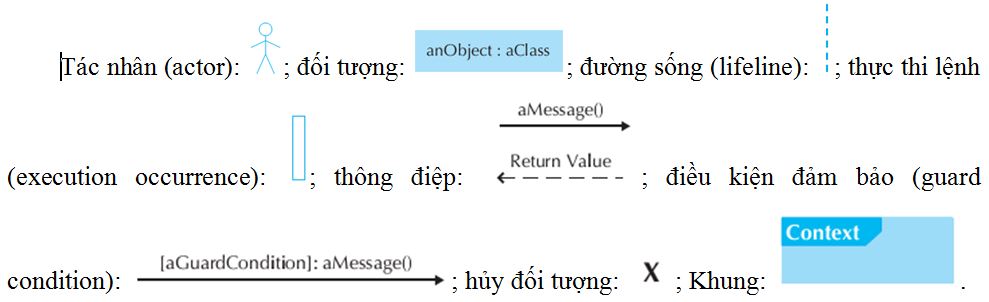 Tác nhân (actor): ; đối tượng: anObject : aClass ; đường sống (lifeline): ; thực thi lệnh
aMessage()
(execution occurrence): ; thông điệp: Return Value ; điều kiện đảm bảo (guard
condition): [aGuardCondition]: aMessage() ; hủy đối tượng: X ; Khung: Context .